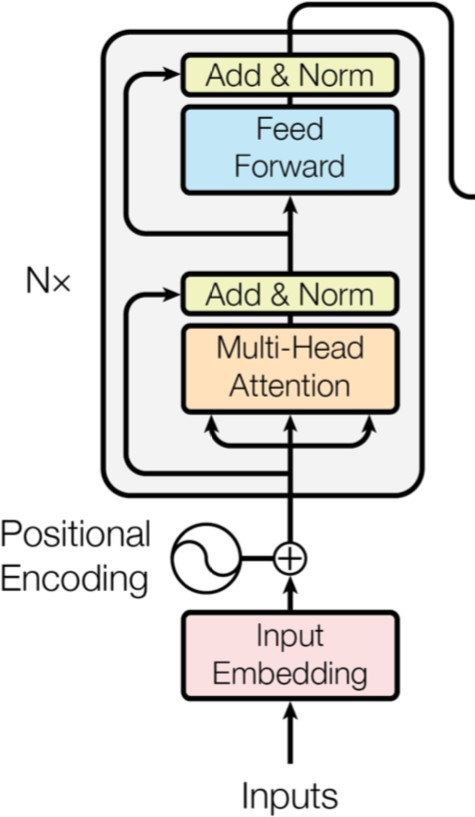 Add & Norm
Feed
Forward
Nx
Add & Norm
Multi-Head
Attention
Positional
Encoding
Input
Embedding
Inputs